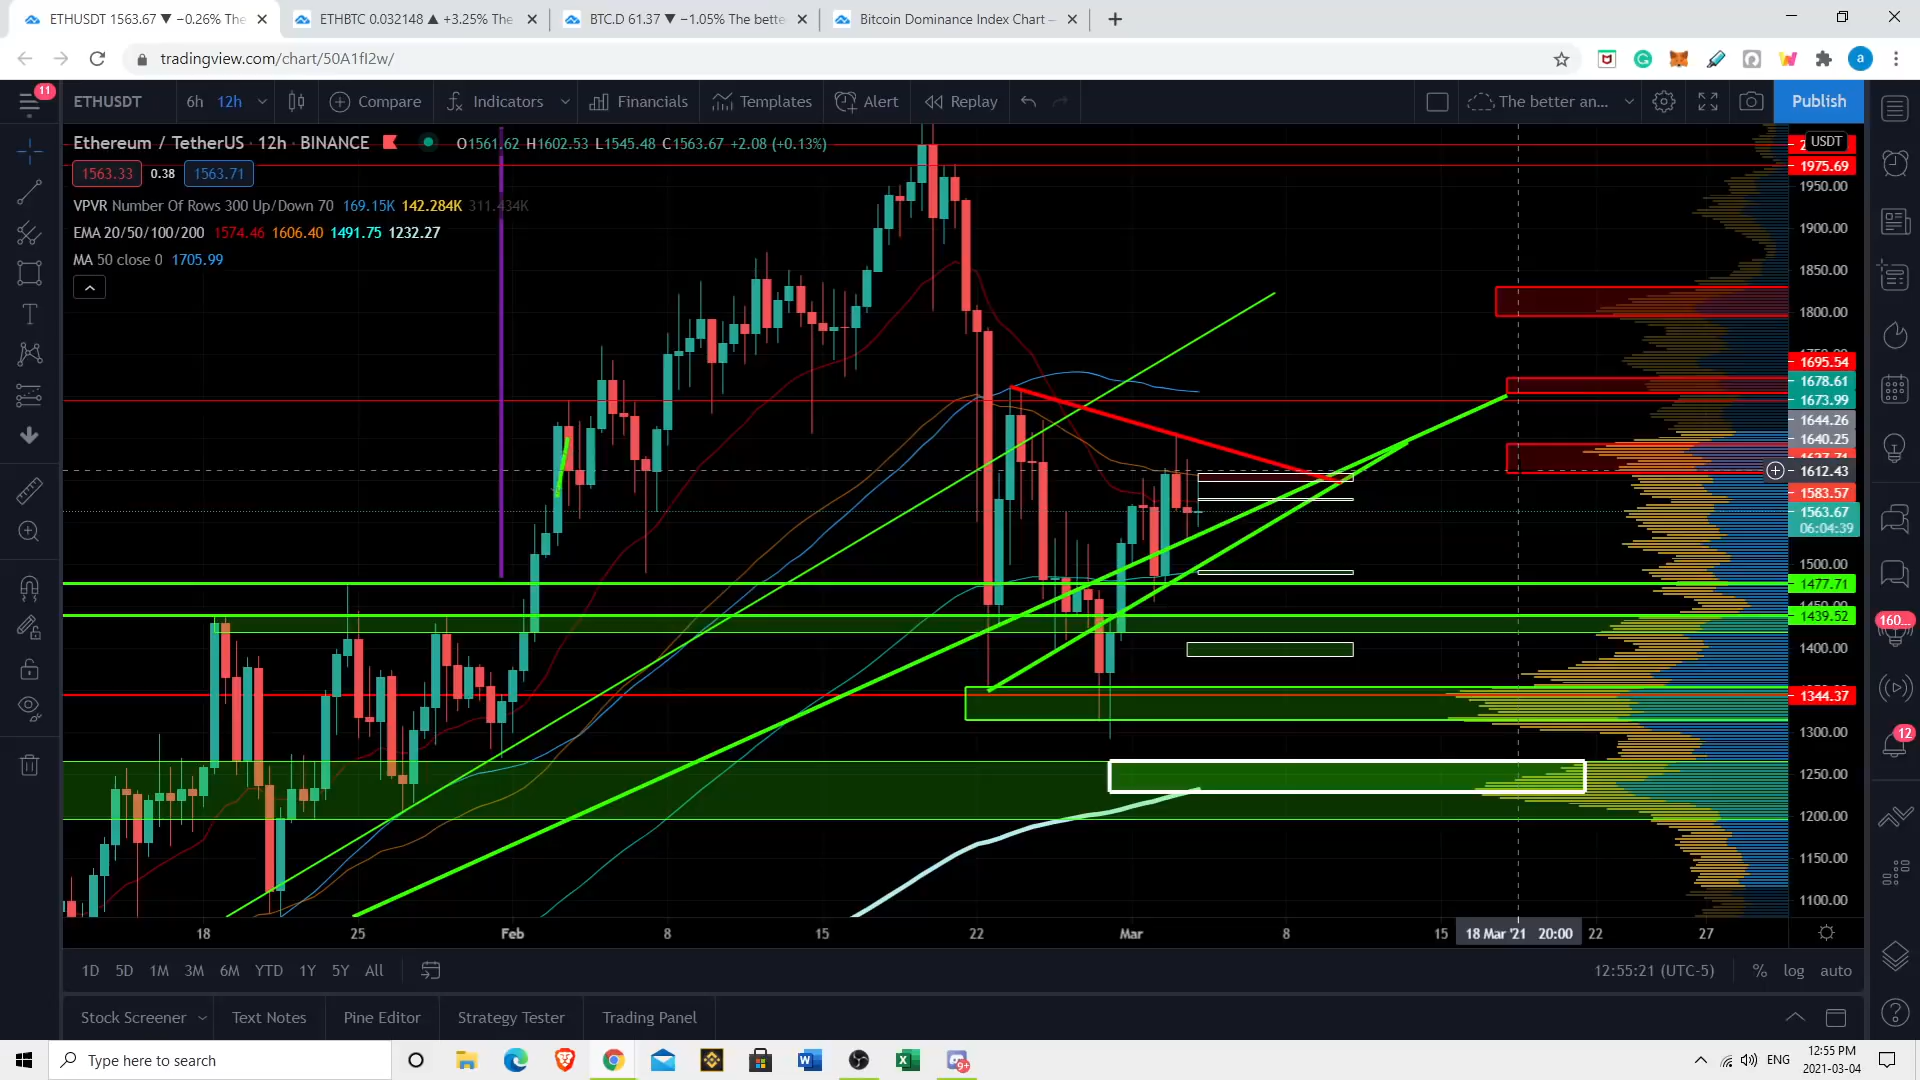 ETHUSDT 1563.67 ▼ −0.26% The
ETHBTC 0.032148 ▲ +3.25% The
BTC.D 61.37 ▼ −1.05% The bette
Bitcoin Dominance Index Chart –
tradingview.com/chart/50A1fI2w/
a
11
ETHUSDT 6h 12h Compare Indicators Financials Templates Alert Replay The better an... Publish
Ethereum / TetherUS · 12h · BINANCE O1561.62 H1602.53 L1545.48 C1563.67 +2.08 (+0.13%)
USDT
1563.33 0.38 1563.71
1975.69
1950.00
VPVR Number Of Rows 300 Up/Down 70 169.15K 142.284K 311.434K
EMA 20/50/100/200 1574.46 1606.40 1491.75 1232.27
1900.00
MA 50 close 0 1705.99
1850.00
1800.00
1695.54
1678.61
1673.99
1644.26
1640.25
1612.43
1583.57
1563.67
06:04:39
1500.00
1477.71
1439.52
160...
1400.00
1344.37
1300.00
12
1250.00
1200.00
1150.00
1100.00
18 25 Feb 8 15 22 Mar 8 15 18 Mar '21 20:00 22 27
1D 5D 1M 3M 6M YTD 1Y 5Y All 12:55:21 (UTC-5) % log auto
Stock Screener Text Notes Pine Editor Strategy Tester Trading Panel
Type here to search
9+
ENG
12:55 PM
2021-03-04